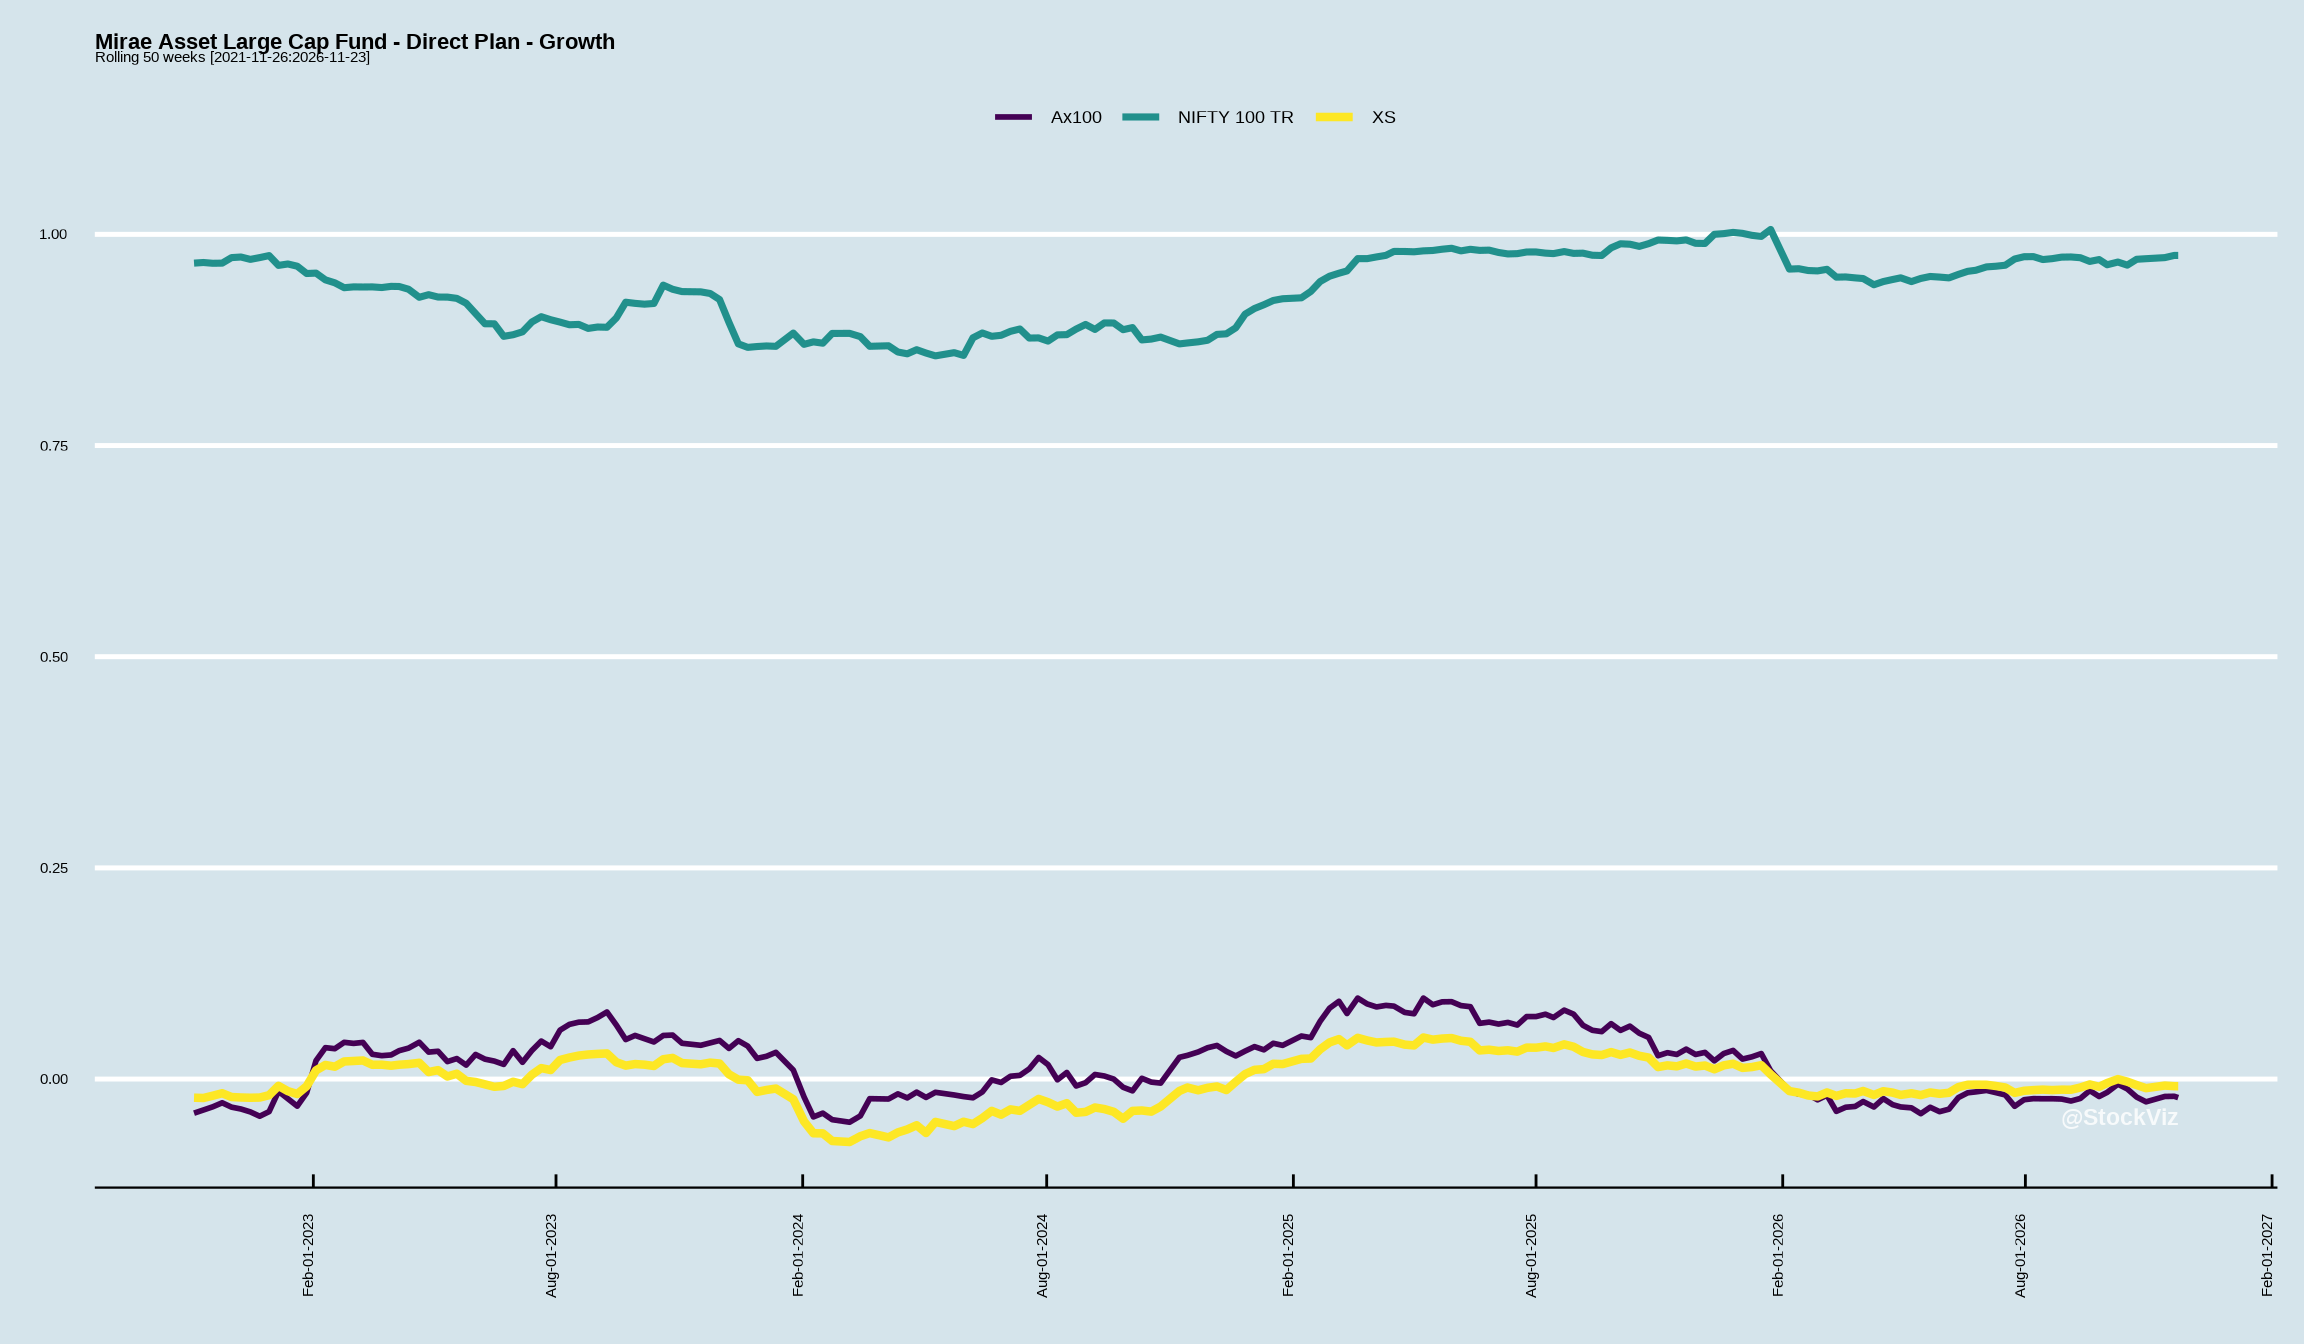 Mirae Asset Large Cap Fund - Direct Plan - Growth
Rolling 50 weeks [2021-11-26:2026-11-23]
Ax100 NIFTY 100 TR XS
1.00
0.75
0.50
0.25
0.00
@StockViz
Feb-01-2023
Aug-01-2023
Feb-01-2024
Aug-01-2024
Feb-01-2025
Aug-01-2025
Feb-01-2026
Aug-01-2026
Feb-01-2027